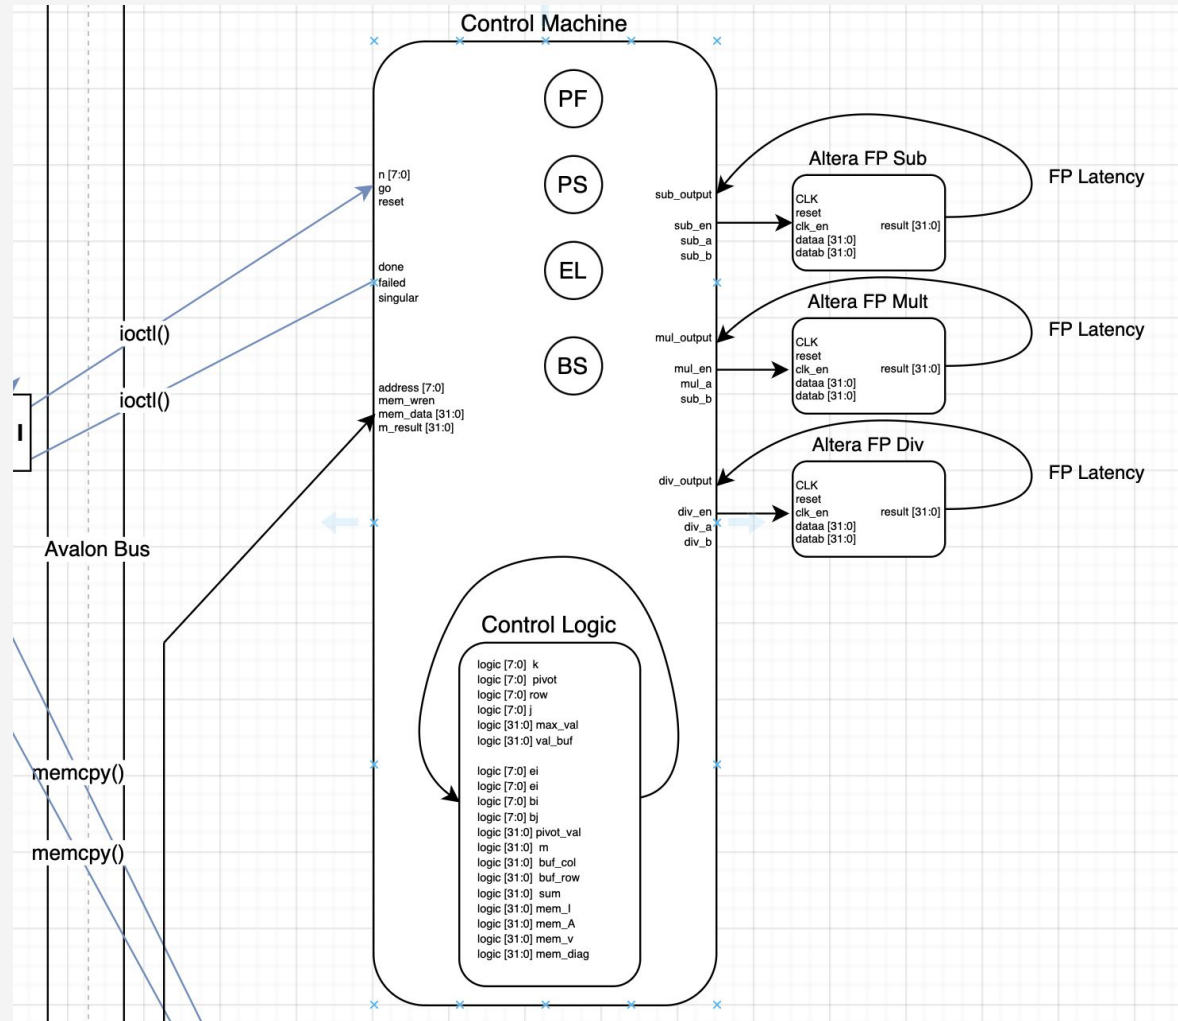 Control Machine
PF
PS
EL
BS
n [7:0]
go
reset
done
failed
singular
address [7:0]
mem_wren
mem_data [31:0]
m_result [31:0]
ioctl()
ioctl()
I
Avalon Bus
memcpy()
memcpy()
sub_output
sub_en
sub_a
sub_b
Altera FP Sub
CLK
reset
clk_en
dataa [31:0]
datab [31:0]
result [31:0]
FP Latency
mul_output
mul_en
mul_a
sub_b
Altera FP Mult
CLK
reset
clk_en
dataa [31:0]
datab [31:0]
result [31:0]
FP Latency
div_output
div_en
div_a
div_b
Altera FP Div
CLK
reset
clk_en
dataa [31:0]
datab [31:0]
result [31:0]
FP Latency
Control Logic
logic [7:0] k
logic [7:0] pivot
logic [7:0] row
logic [7:0] j
logic [31:0] max_val
logic [31:0] val_buf
logic [7:0] ei
logic [7:0] ei
logic [7:0] bi
logic [7:0] bj
logic [31:0] pivot_val
logic [31:0] m
logic [31:0] buf_col
logic [31:0] buf_row
logic [31:0] sum
logic [31:0] mem_l
logic [31:0] mem_A
logic [31:0] mem_v
logic [31:0] mem_diag